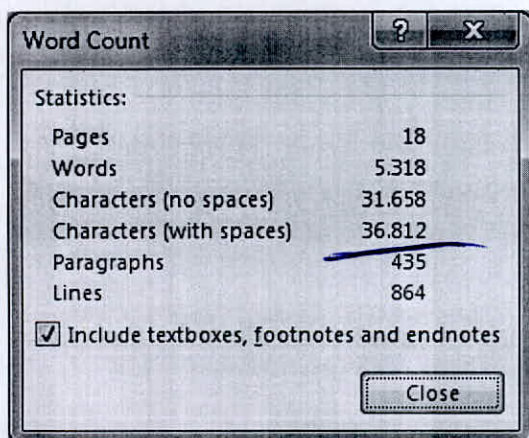 Word Count
?
X
Statistics:
Pages 18
Words 5.318
Characters (no spaces) 31.658
Characters (with spaces) 36.812
Paragraphs 435
Lines 864
Include textboxes, footnotes and endnotes
Close